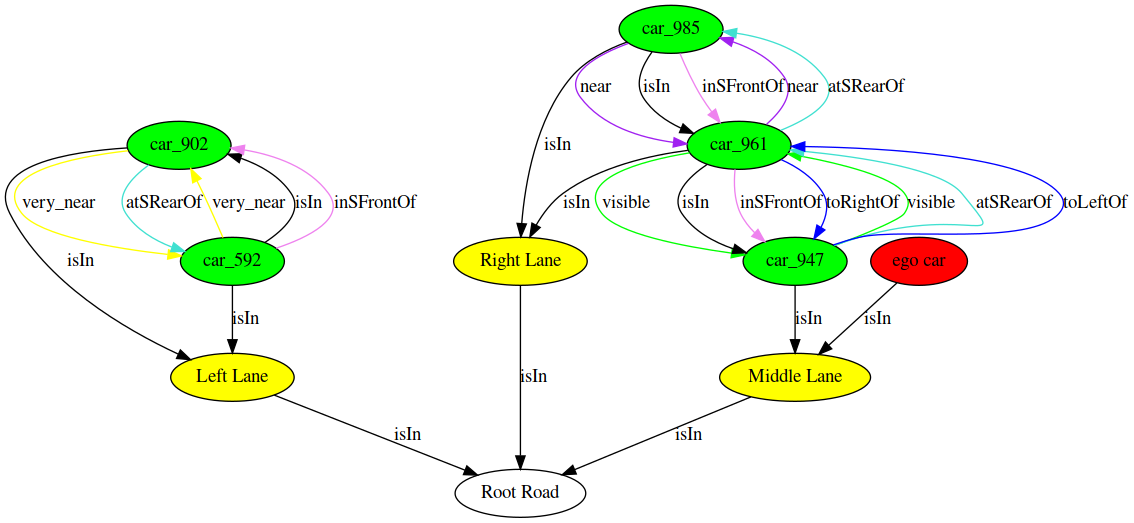 car_985
near
isIn
inSFrontOf
near
atSRearOf
car_902
isIn
car_961
very_near
atSRearOf
very_near
isIn
inSFrontOf
isIn
visible
isIn
inSFrontOf
toRightOf
visible
atSRearOf
toLeftOf
isIn
car_592
Right Lane
car_947
ego car
isIn
isIn
isIn
Left Lane
isIn
Middle Lane
isIn
isIn
Root Road